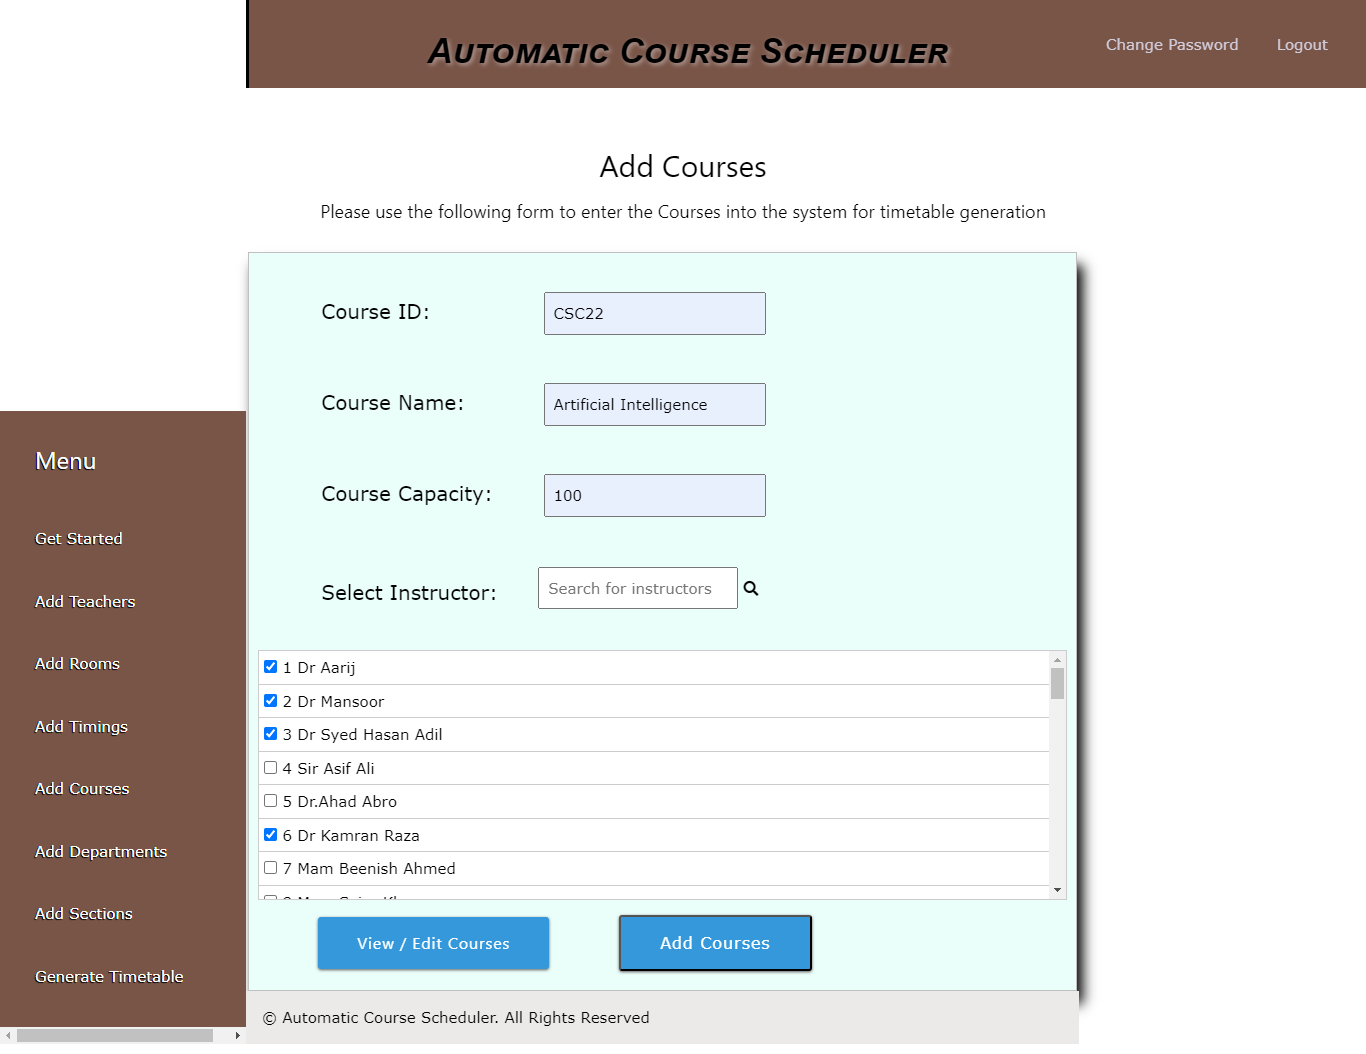 Automatic Course Scheduler
Change Password
Logout
Add Courses
Please use the following form to enter the Courses into the system for timetable generation
Course ID:
CSC22
Course Name:
Artificial Intelligence
Course Capacity:
100
Select Instructor:
Search for instructors
1 Dr Aarij
2 Dr Mansoor
3 Dr Syed Hasan Adil
4 Sir Asif Ali
5 Dr.Ahad Abro
6 Dr Kamran Raza
7 Mam Beenish Ahmed
View / Edit Courses
Add Courses
Menu
Get Started
Add Teachers
Add Rooms
Add Timings
Add Courses
Add Departments
Add Sections
Generate Timetable
© Automatic Course Scheduler. All Rights Reserved